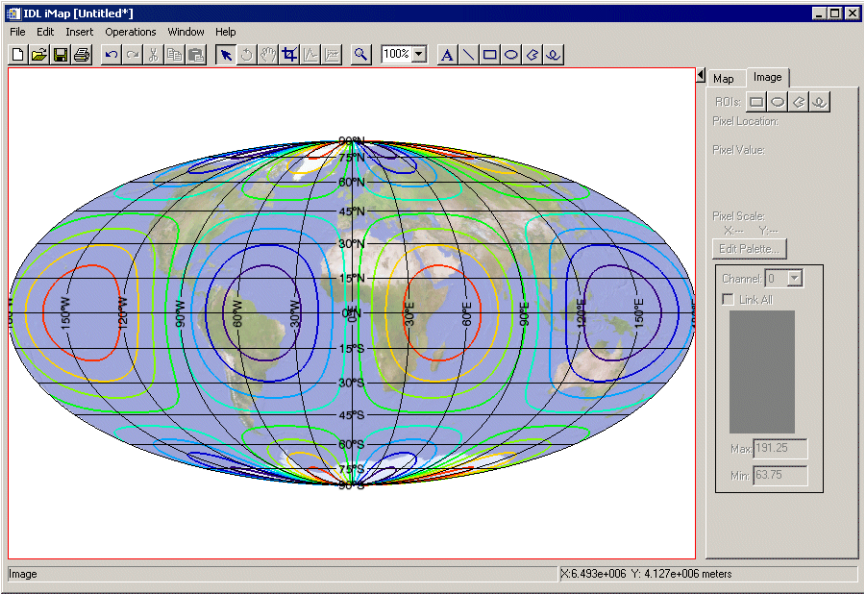 IDL iMap [Untitled*]
File Edit Insert Operations Window Help
100%
A
Map Image
ROIs:
Pixel Location:
Pixel Value:
Pixel Scale:
X:--- Y:---
Edit Palette...
Channel: 0
Link All
Max: 191.25
Min: 63.75
90°N
75°N
60°N
45°N
30°N
15°N
150°W 120°W 90°W 60°W 30°W 0°E 0°N 30°E 60°E 90°E 120°E 150°E
15°S
30°S
45°S
60°S
75°S
90°S
Image X:6.493e+006 Y: 4.127e+006 meters